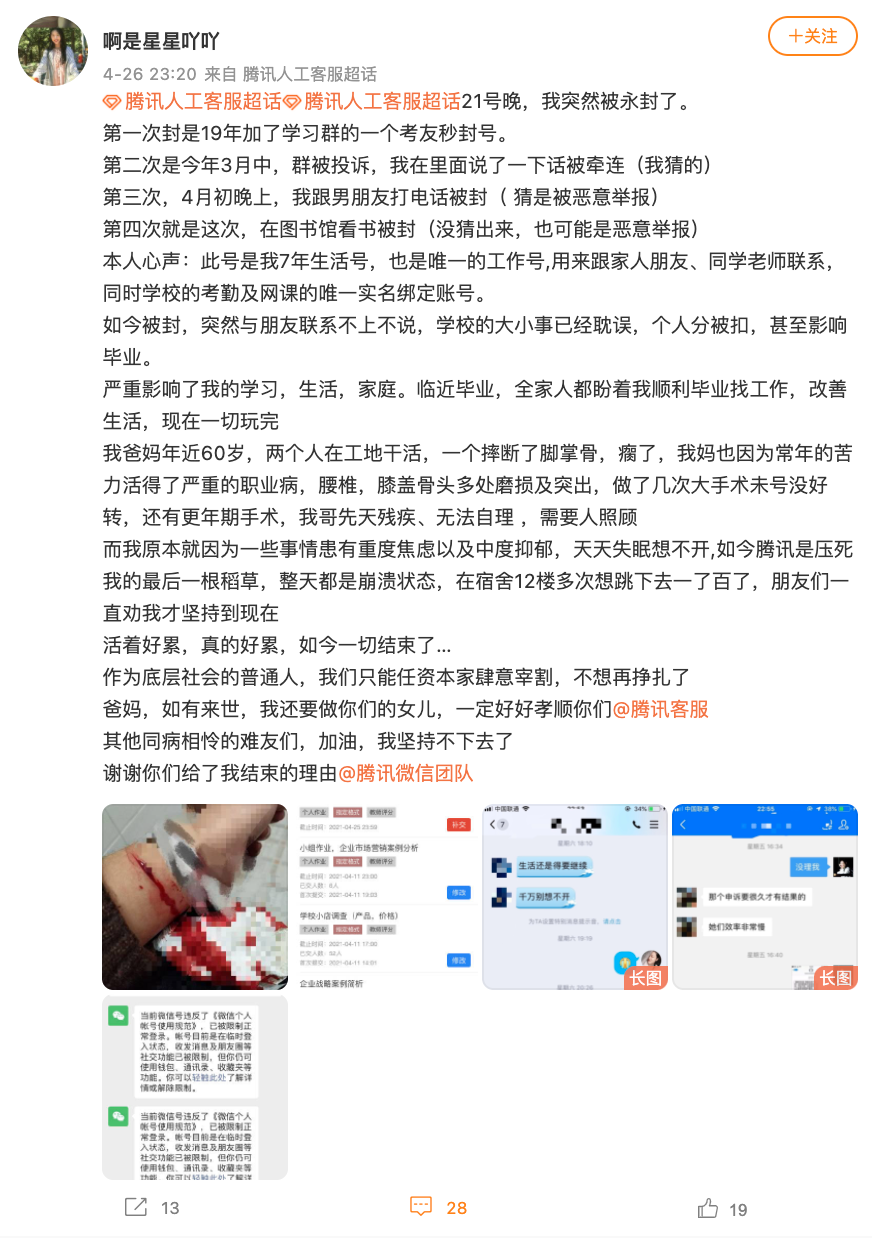 啊是星星吖吖
+关注
4-26 23:20 来自 腾讯人工客服超话
腾讯人工客服超话 腾讯人工客服超话21号晚，我突然被永封了。
第一次封是19年加了学习群的一个考友秒封号。
第二次是今年3月中，群被投诉，我在里面说了一下话被牵连（我猜的）
第三次，4月初晚上，我跟男朋友打电话被封（ 猜是被恶意举报）
第四次就是这次，在图书馆看书被封（没猜出来，也可能是恶意举报）
本人心声：此号是我7年生活号，也是唯一的工作号,用来跟家人朋友、同学老师联系，
同时学校的考勤及网课的唯一实名绑定账号。
如今被封，突然与朋友联系不上不说，学校的大小事已经耽误，个人分被扣，甚至影响
毕业。
严重影响了我的学习，生活，家庭。临近毕业，全家人都盼着我顺利毕业找工作，改善
生活，现在一切玩完
我爸妈年近60岁，两个人在工地干活，一个摔断了脚掌骨，瘸了，我妈也因为常年的苦
力活得了严重的职业病，腰椎，膝盖骨头多处磨损及突出，做了几次大手术未号没好
转，还有更年期手术，我哥先天残疾、无法自理 ，需要人照顾
而我原本就因为一些事情患有重度焦虑以及中度抑郁，天天失眠想不开,如今腾讯是压死
我的最后一根稻草，整天都是崩溃状态，在宿舍12楼多次想跳下去一了百了，朋友们一
直劝我才坚持到现在
活着好累，真的好累，如今一切结束了...
作为底层社会的普通人，我们只能任资本家肆意宰割，不想再挣扎了
爸妈，如有来世，我还要做你们的女儿，一定好好孝顺你们@腾讯客服
其他同病相怜的难友们，加油，我坚持不下去了
谢谢你们给了我结束的理由@腾讯微信团队
个人作业 指定格式 教师评分
截止时间：2021-04-25 23:59
补交
小组作业，企业市场营销案例分析
个人作业 指定格式 教师评分
截止时间：2021-04-11 23:00
修改
学校小店调查（产品，价格）
个人作业 指定格式 教师评分
截止时间：2021-04-11 17:00
修改
企业战略案例简析
中国联通
34%
7
星期六 16:10
生活还是得要继续
千万别想不开
星期六 16:19
长图
中国联通
22:55
34%
星期五 16:34
没理我
那个申诉要很久才有结果的
她们效率非常慢
星期五 16:40
长图
当前微信号违反了《微信个人
帐号使用规范》，已被限制正
常登录。帐号目前是在临时登
入状态，收发消息及朋友圈等
社交功能已被限制，但你仍可
使用钱包、通讯录、收藏夹等
功能。你可以轻触此处了解详
情或解除限制。
当前微信号违反了《微信个人
帐号使用规范》，已被限制正
常登录。帐号目前是在临时登
入状态，收发消息及朋友圈等
社交功能已被限制，但你仍可
使用钱包、通讯录、收藏夹等
功能。你可以轻触此处了解详
13
28
19